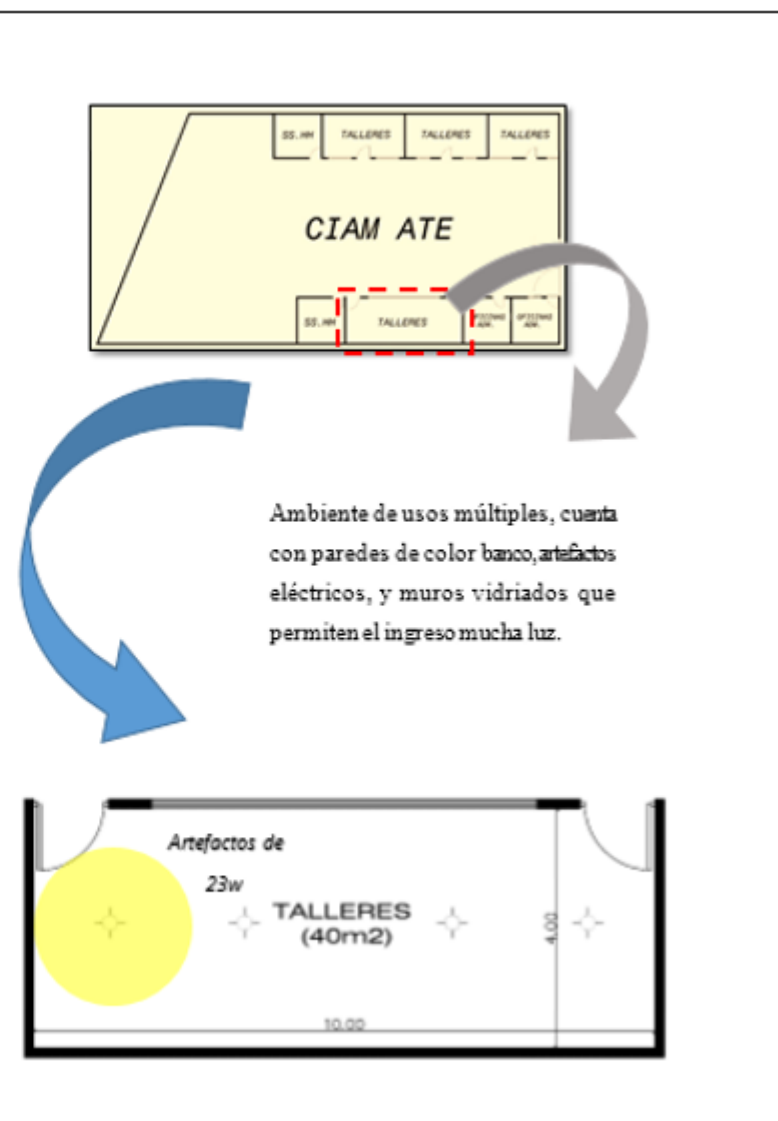 SS.HH TALLERES TALLERES TALLERES
CIAM ATE
SS.HH TALLERES OFICINAS ADM. OFICINAS ADM.
Ambiente de usos múltiples, cuenta
con paredes de color banco, artefactos
eléctricos, y muros vidriados que
permiten el ingreso mucha luz.
Artefactos de
23w
TALLERES
(40m2)
4.00
10.00